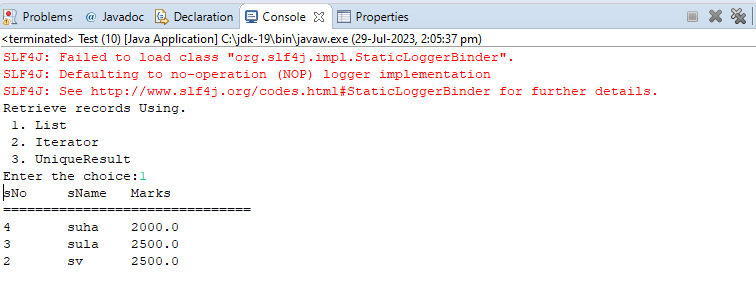 Problems @ Javadoc Declaration Console Properties
<terminated> Test (10) [Java Application] C:\jdk-19\bin\javaw.exe (29-Jul-2023, 2:05:37 pm)
SLF4J: Failed to load class "org.slf4j.impl.StaticLoggerBinder".
SLF4J: Defaulting to no-operation (NOP) logger implementation
SLF4J: See http://www.slf4j.org/codes.html#StaticLoggerBinder for further details.
Retrieve records Using.
1. List
2. Iterator
3. UniqueResult
Enter the choice:1
sNo sName Marks
===============================
4 suha 2000.0
3 sula 2500.0
2 sv 2500.0